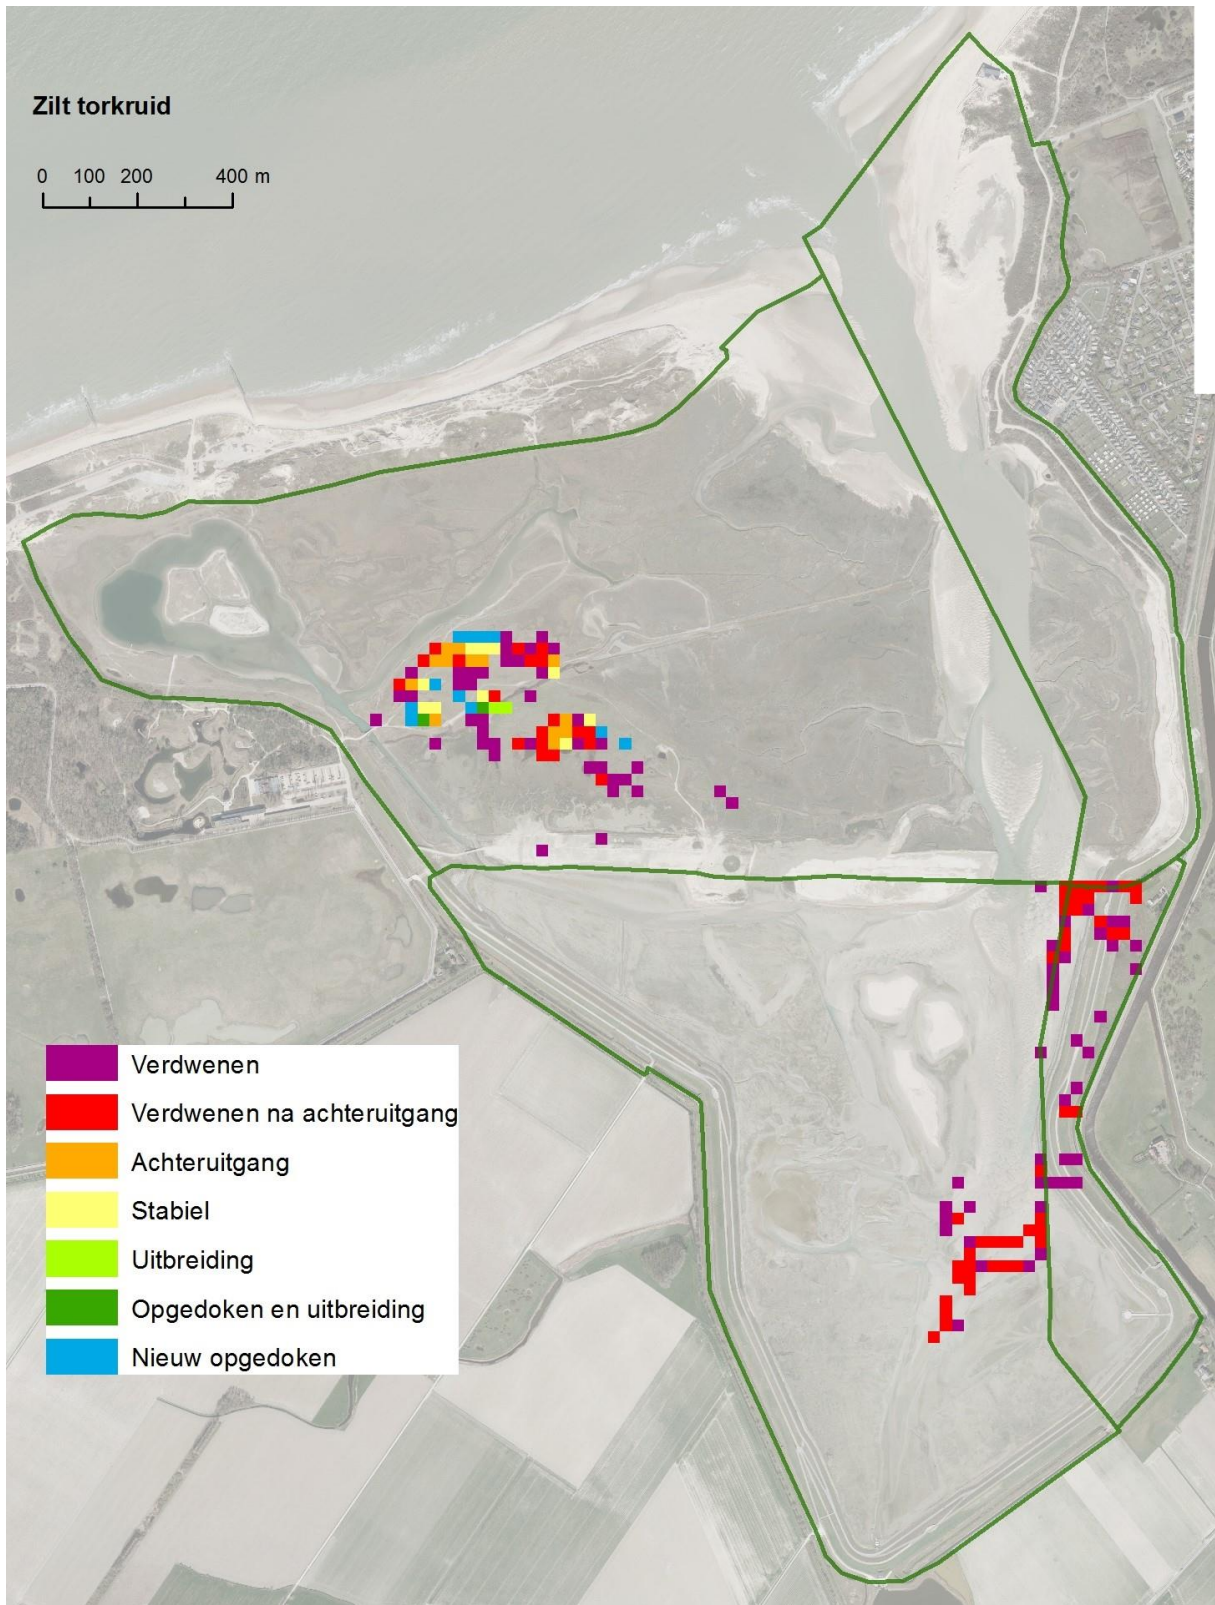 Zilt torkruid
0 100 200 400 m
Verdwenen
Verdwenen na achteruitgang
Achteruitgang
Stabiel
Uitbreiding
Opgedoken en uitbreiding
Nieuw opgedoken